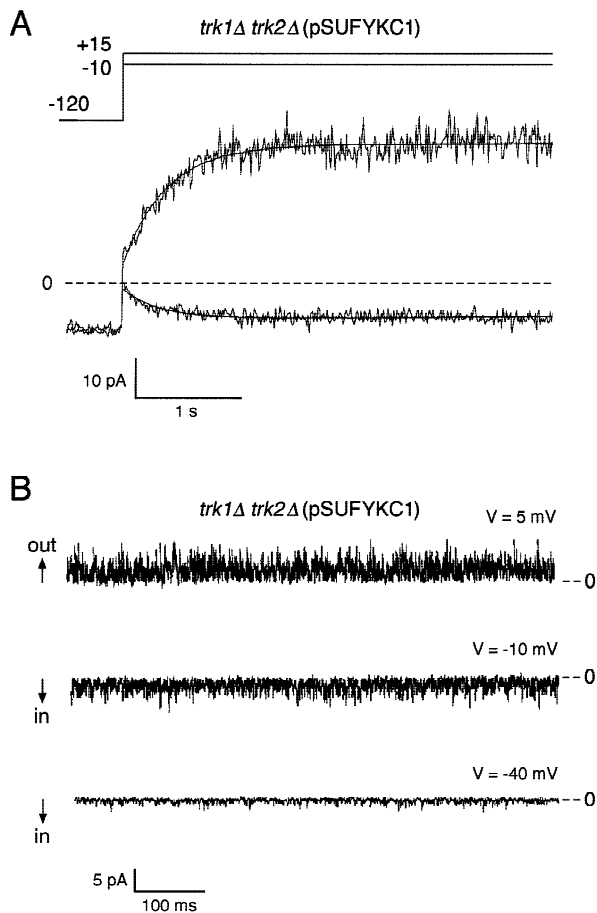 A
trk1Δ trk2Δ (pSUFYKC1)
+15
-10
-120
0
10 pA
1 s
B
trk1Δ trk2Δ (pSUFYKC1)
V = 5 mV
out
0
V = -10 mV
0
in
V = -40 mV
0
in
5 pA
100 ms